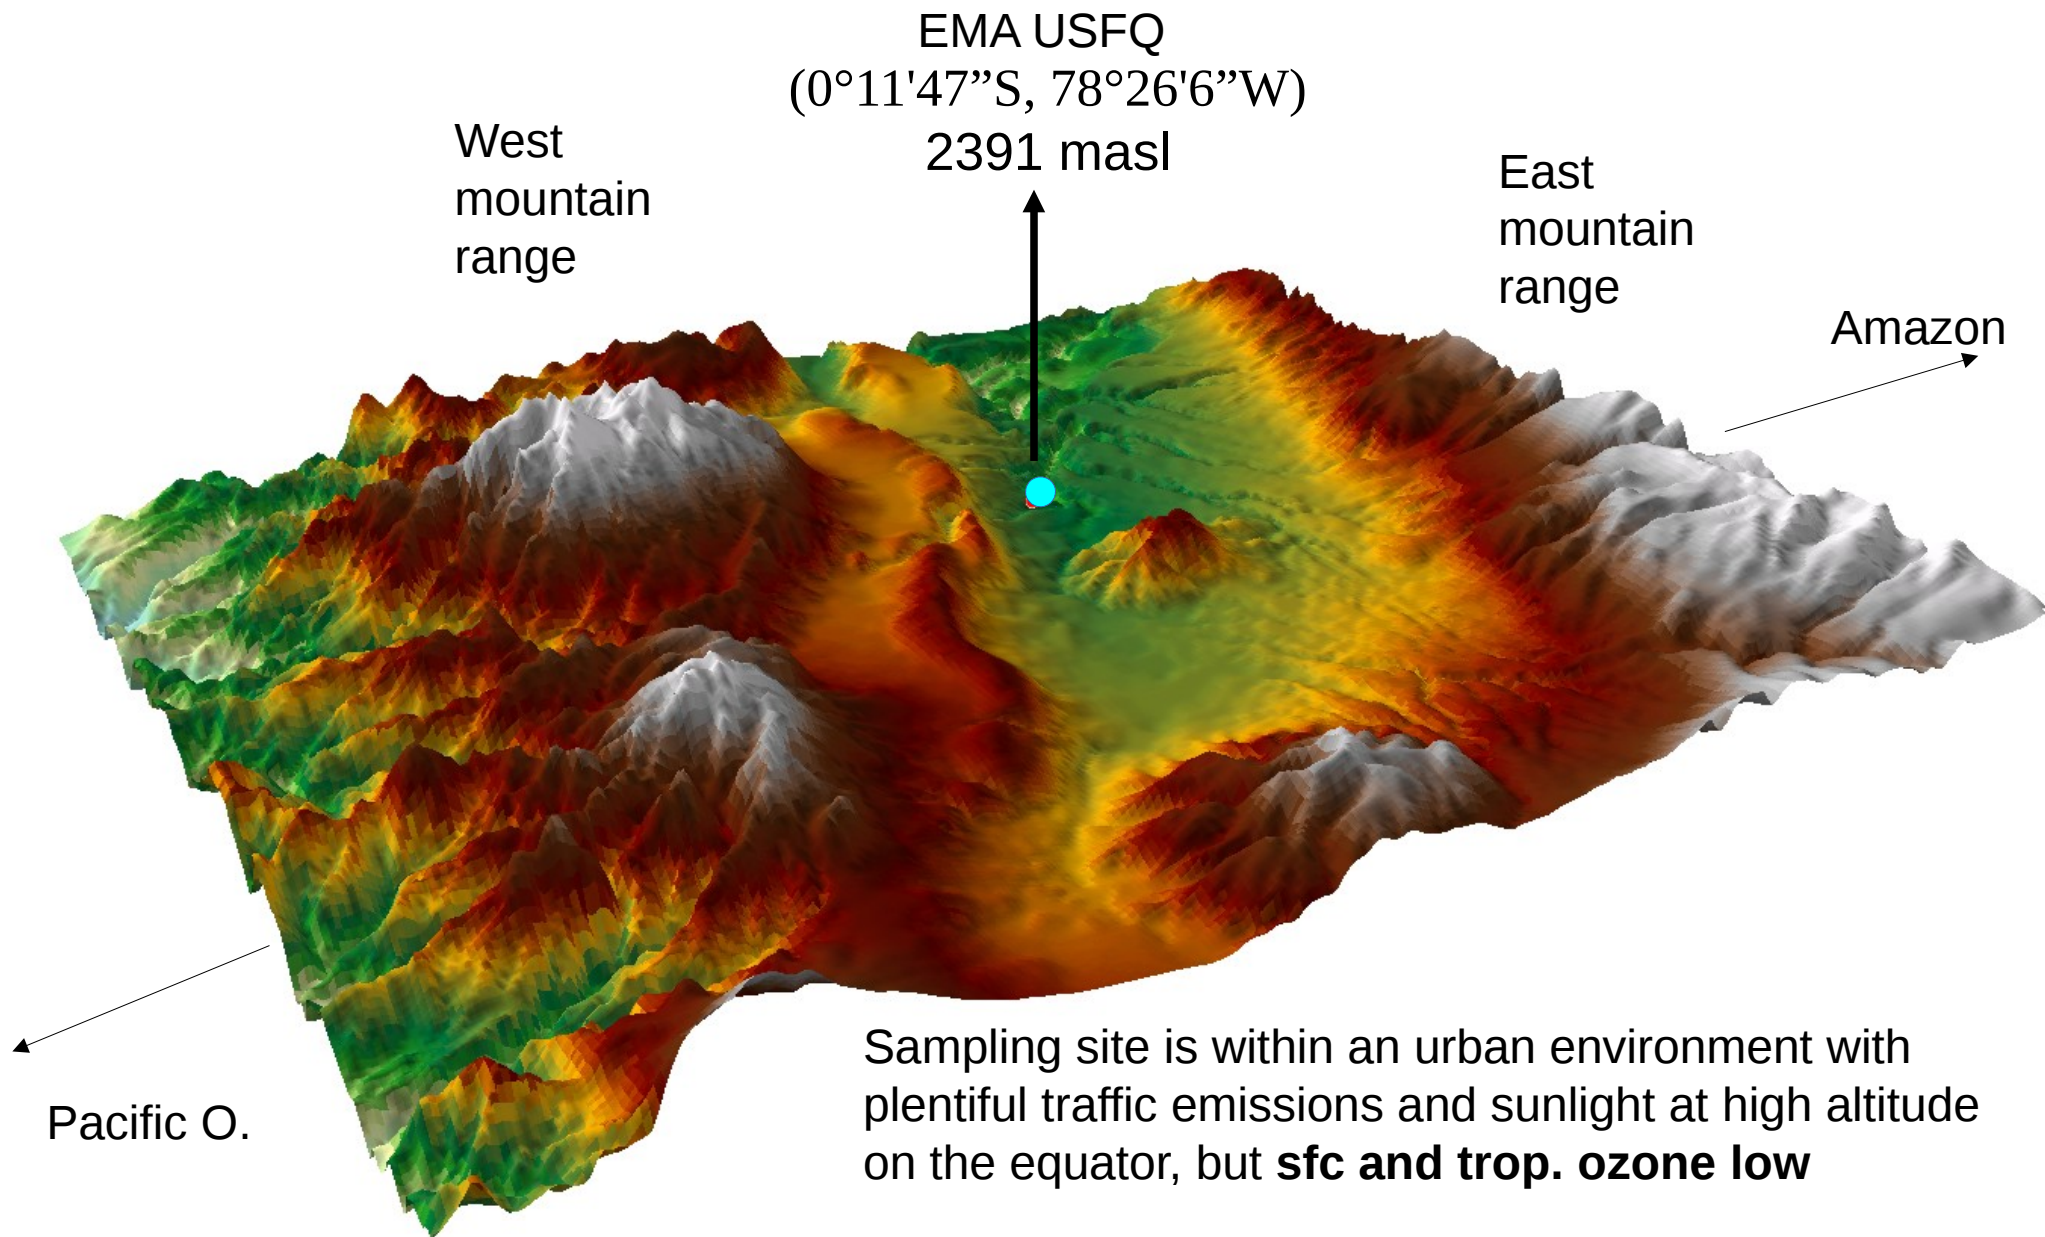 EMA USFQ
(0°11'47”S, 78°26'6”W)
2391 masl
West
mountain
range
East
mountain
range
Amazon
Pacific O.
Sampling site is within an urban environment with
plentiful traffic emissions and sunlight at high altitude
on the equator, but sfc and trop. ozone low